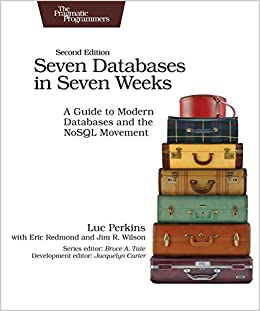 The
Pragmatic
Programmers
Second Edition
Seven Databases
in Seven Weeks
A Guide to Modern
Databases and the
NoSQL Movement
Luc Perkins
with Eric Redmond and Jim R. Wilson
Series editor: Bruce A. Tate
Development editor: Jacquelyn Carter